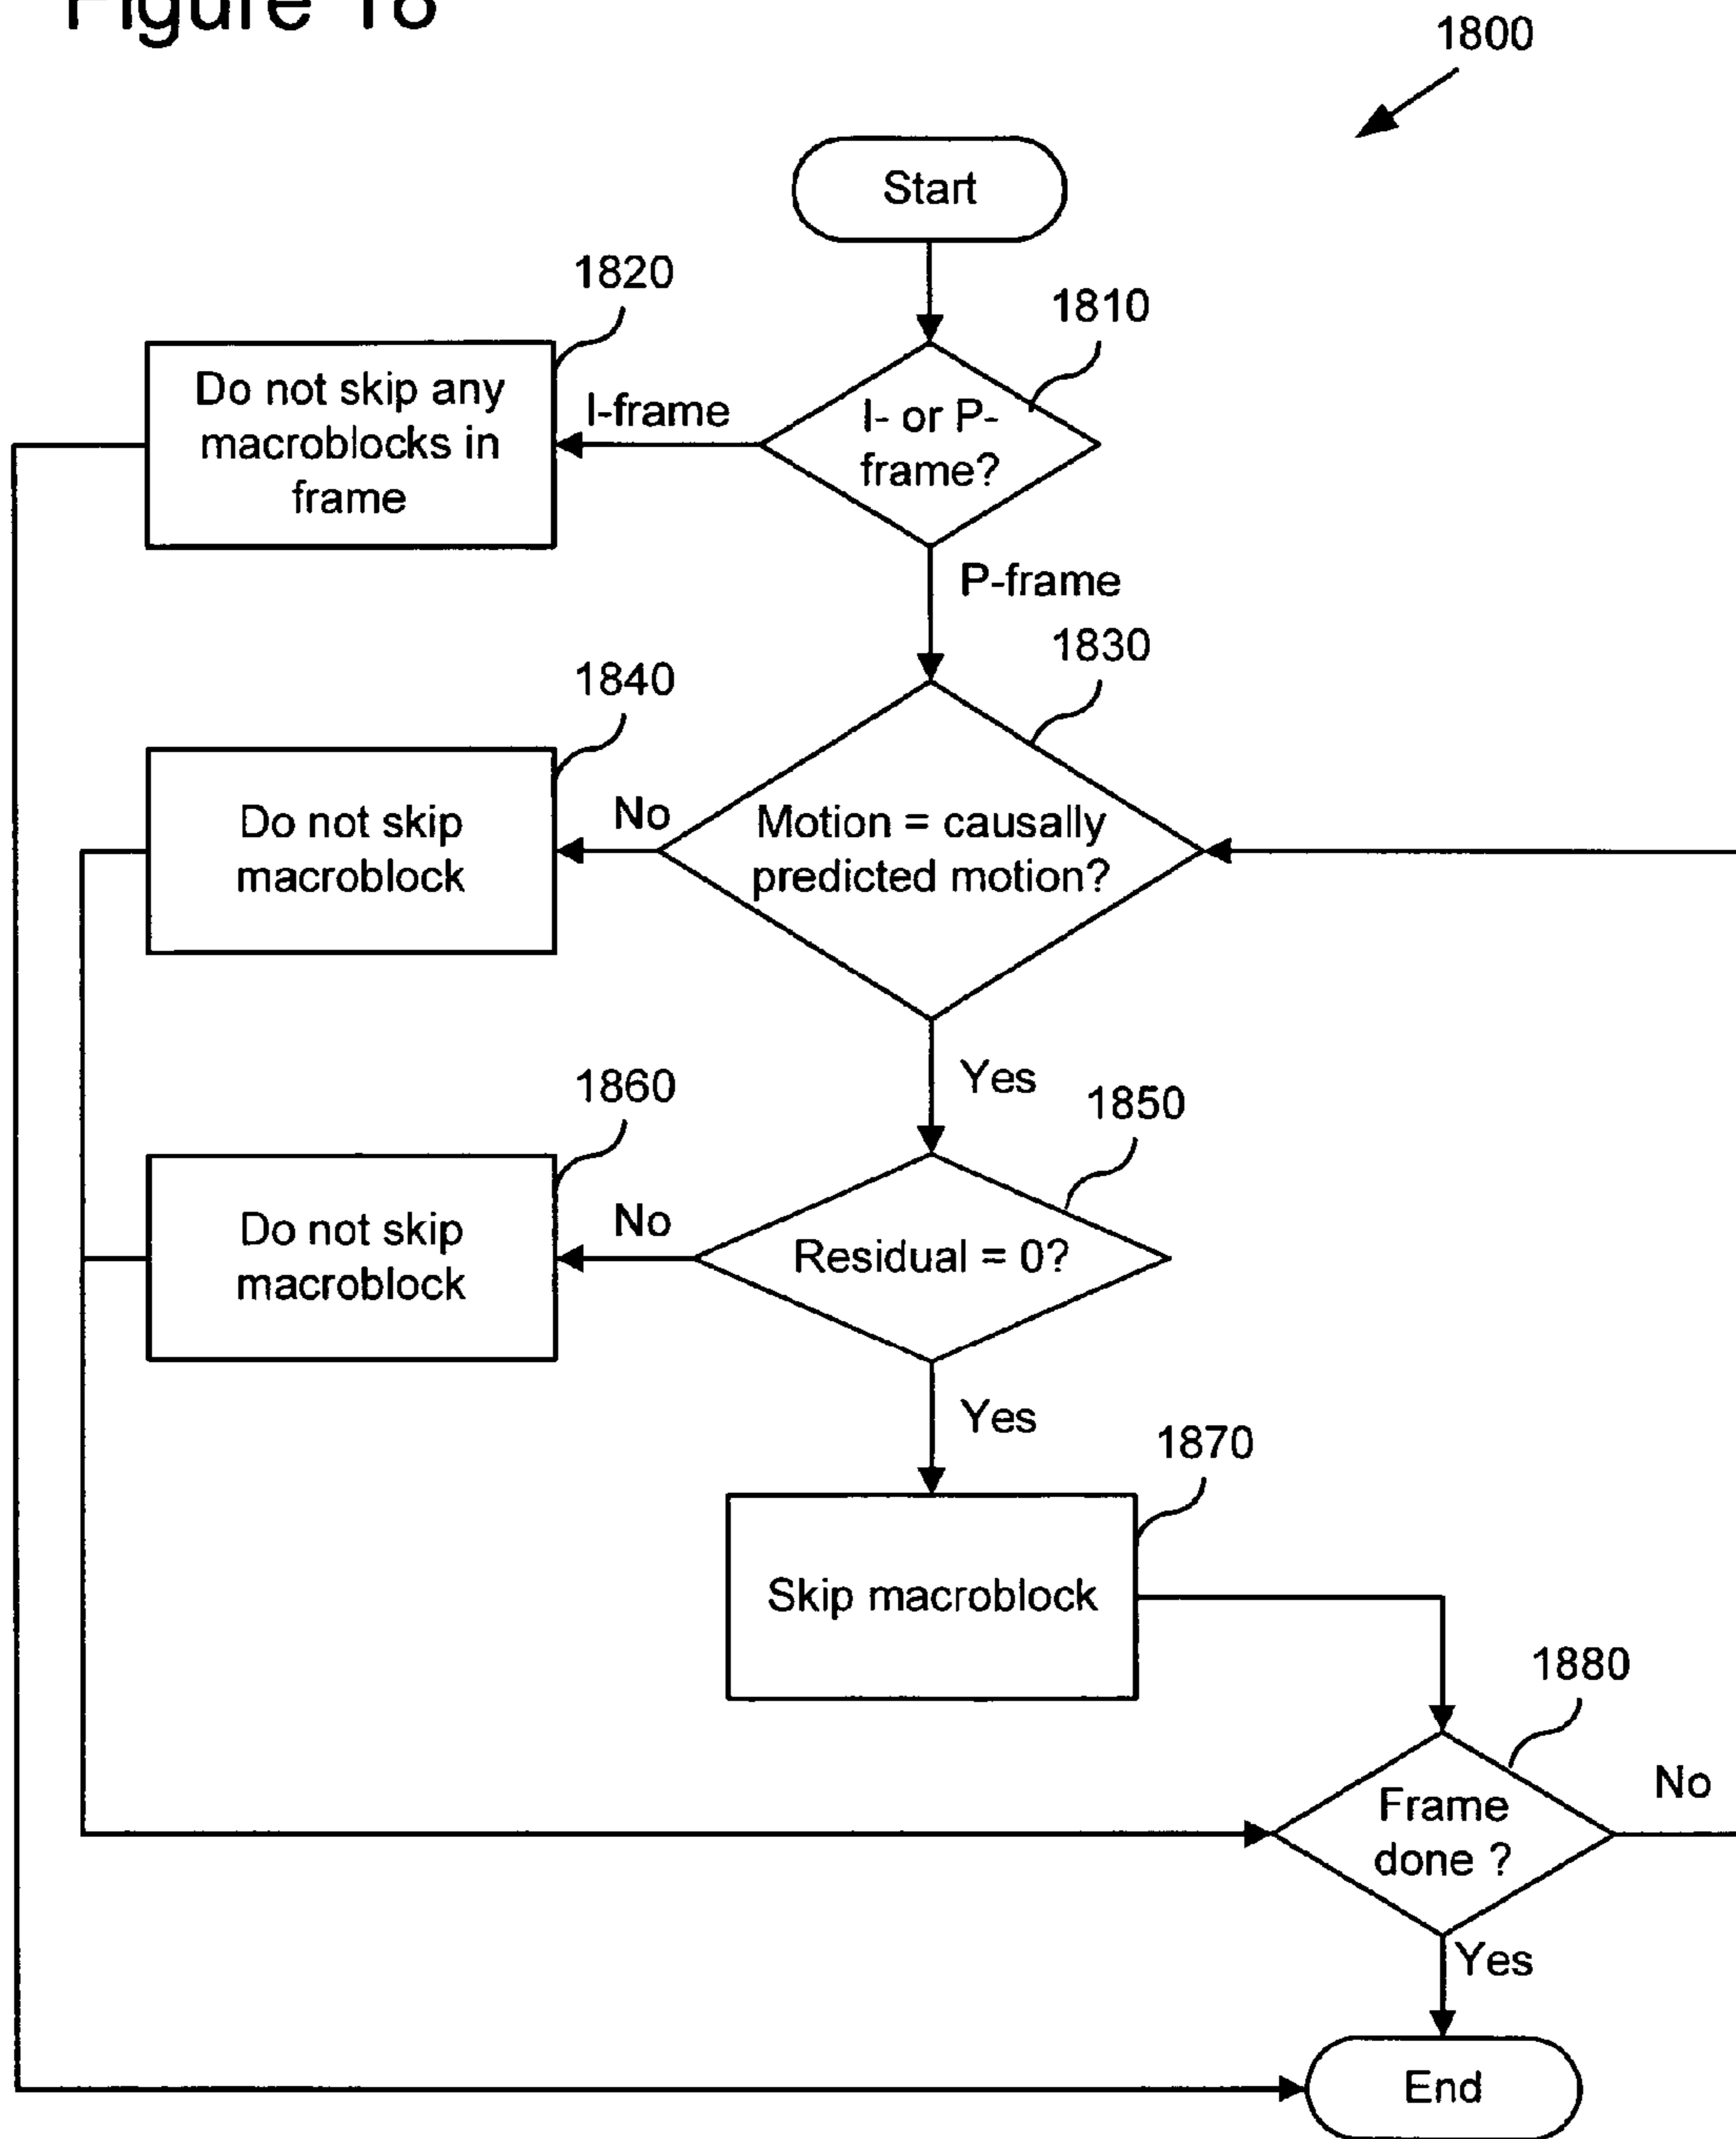 Figure 18
1800
Start
1820
1810
Do not skip any
macroblocks in
frame
I-frame
I- or P-
frame?
P-frame
1830
1840
Do not skip
macroblock
No
Motion = causally
predicted motion?
Yes
1850
1860
Do not skip
macroblock
No
Residual = 0?
Yes
1870
Skip macroblock
1880
Frame
done ?
No
Yes
End